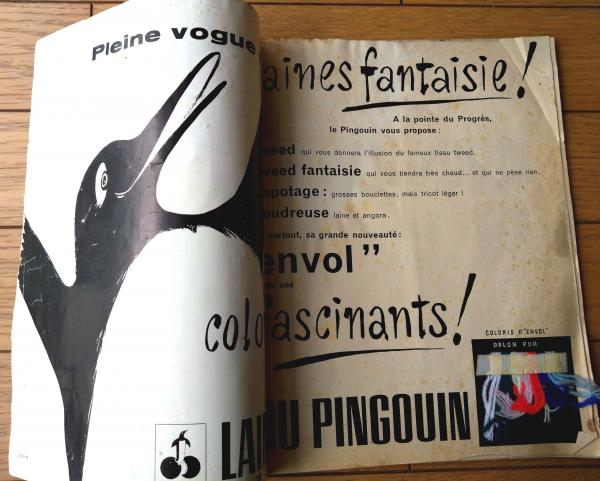 Pleine vogue
aines fantaisie!
A la pointe du Progrès,
le Pingouin vous propose :
weed qui vous donnera l'illusion du fameux tissu tweed.
weed fantaisie qui vous tiendra très chaud... et qui ne pèse rien.
apotage : grosses bouclettes, mais tricot léger !
oudreuse laine et angora.
surtout, sa grande nouveauté :
envol"
ses
colo fascinants!
COLORIS D'"ENVOL"
ORLON PUR
LAI DU PINGOUIN